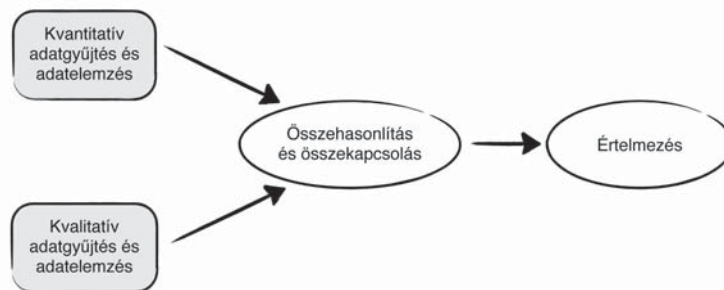 Kvantitatív
adatgyűjtés és
adatelemzés
Összehasonlítás
és összekapcsolás
Értelmezés
Kvalitatív
adatgyűjtés és
adatelemzés